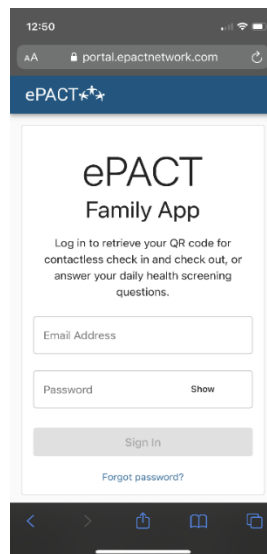 12:50
AA portal.epactnetwork.com
ePACT
ePACT
Family App
Log in to retrieve your QR code for
contactless check in and check out, or
answer your daily health screening
questions.
Email Address
Password Show
Sign In
Forgot password?